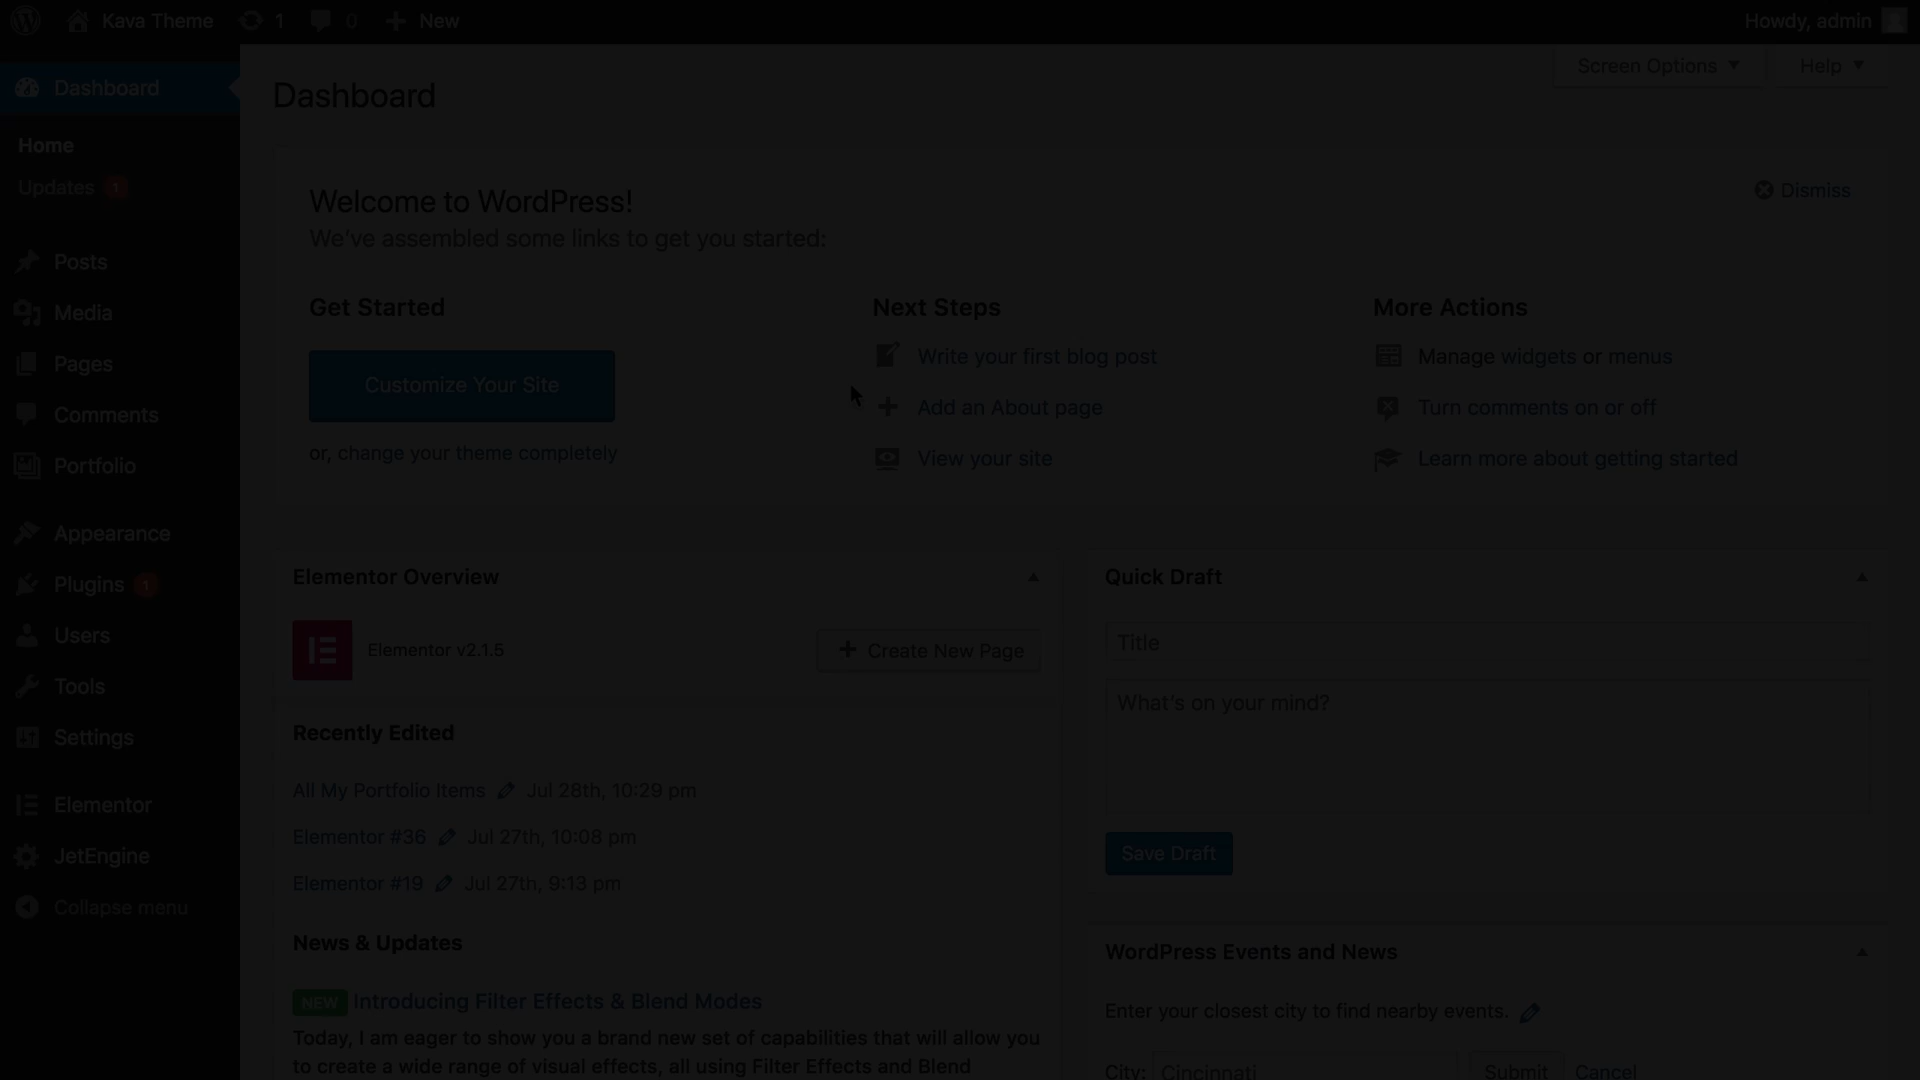 Kava Theme 1 0 New Howdy, admin
Screen Options Help
Dashboard
Home
Updates 1
Posts
Media
Pages
Comments
Portfolio
Appearance
Plugins 1
Users
Tools
Settings
Elementor
JetEngine
Collapse menu
Dashboard
Welcome to WordPress!
Dismiss
We've assembled some links to get you started:
Get Started
Customize Your Site
or, change your theme completely
Next Steps
Write your first blog post
Add an About page
View your site
More Actions
Manage widgets or menus
Turn comments on or off
Learn more about getting started
Elementor Overview
Elementor v2.1.5
Create New Page
Recently Edited
All My Portfolio Items Jul 28th, 10:29 pm
Elementor #36 Jul 27th, 10:08 pm
Elementor #19 Jul 27th, 9:13 pm
News & Updates
NEW Introducing Filter Effects & Blend Modes
Today, I am eager to show you a brand new set of capabilities that will allow you
to create a wide range of visual effects, all using Filter Effects and Blend
Quick Draft
Title
What's on your mind?
Save Draft
WordPress Events and News
Enter your closest city to find nearby events.
City: Cincinnati Submit Cancel